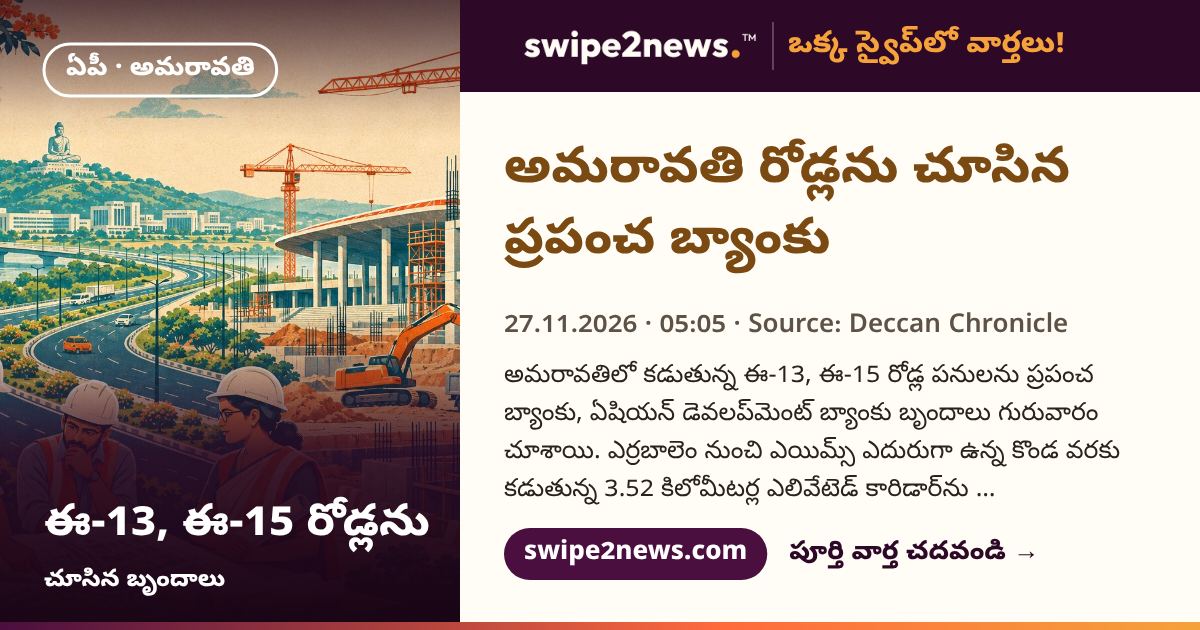 ఏపీ · అమరావతి
swipe2news.™
ఒక్క స్వైప్‌లో వార్తలు!
అమరావతి రోడ్లను చూసిన
ప్రపంచ బ్యాంకు
27.11.2026 · 05:05 · Source: Deccan Chronicle
అమరావతిలో కడుతున్న ఈ-13, ఈ-15 రోడ్ల పనులను ప్రపంచ
బ్యాంకు, ఏషియన్ డెవలప్‌మెంట్ బ్యాంకు బృందాలు గురువారం
చూశాయి. ఎర్రబాలెం నుంచి ఎయిమ్స్ ఎదురుగా ఉన్న కొండ వరకు
కడుతున్న 3.52 కిలోమీటర్ల ఎలివేటెడ్ కారిడార్‌ను ...
swipe2news.com
పూర్తి వార్త చదవండి →
ఈ-13, ఈ-15 రోడ్లను
చూసిన బృందాలు